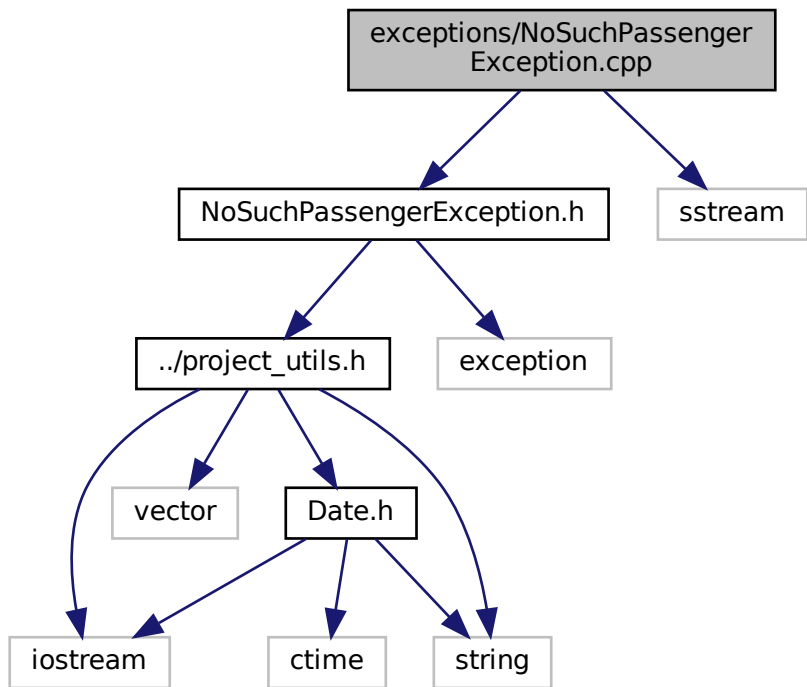 exceptions/NoSuchPassenger
Exception.cpp
NoSuchPassengerException.h
sstream
../project_utils.h
exception
vector
Date.h
iostream
ctime
string